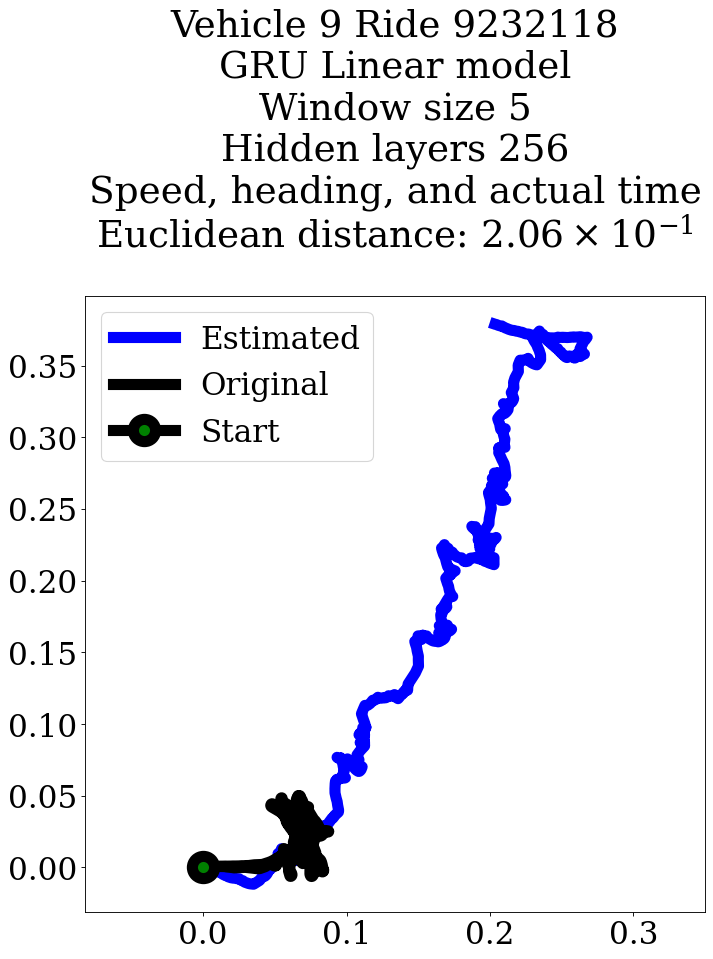 Vehicle 9 Ride 9232118
GRU Linear model
Window size 5
Hidden layers 256
Speed, heading, and actual time
Euclidean distance: 2.06 × 10⁻¹
Estimated
Original
Start
0.35
0.30
0.25
0.20
0.15
0.10
0.05
0.00
0.0 0.1 0.2 0.3